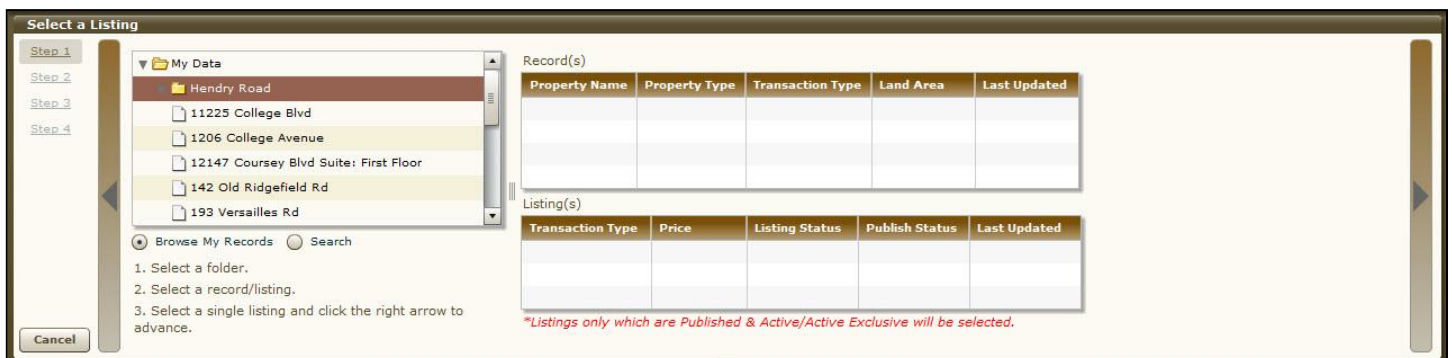 Select a Listing
Step 1
Step 2
Step 3
Step 4
Cancel
My Data
Hendry Road
11225 College Blvd
1206 College Avenue
12147 Coursey Blvd Suite: First Floor
142 Old Ridgefield Rd
193 Versailles Rd
Browse My Records Search
1. Select a folder.
2. Select a record/listing.
3. Select a single listing and click the right arrow to
advance.
Record(s)
Property Name Property Type Transaction Type Land Area Last Updated
Listing(s)
Transaction Type Price Listing Status Publish Status Last Updated
*Listings only which are Published & Active/Active Exclusive will be selected.